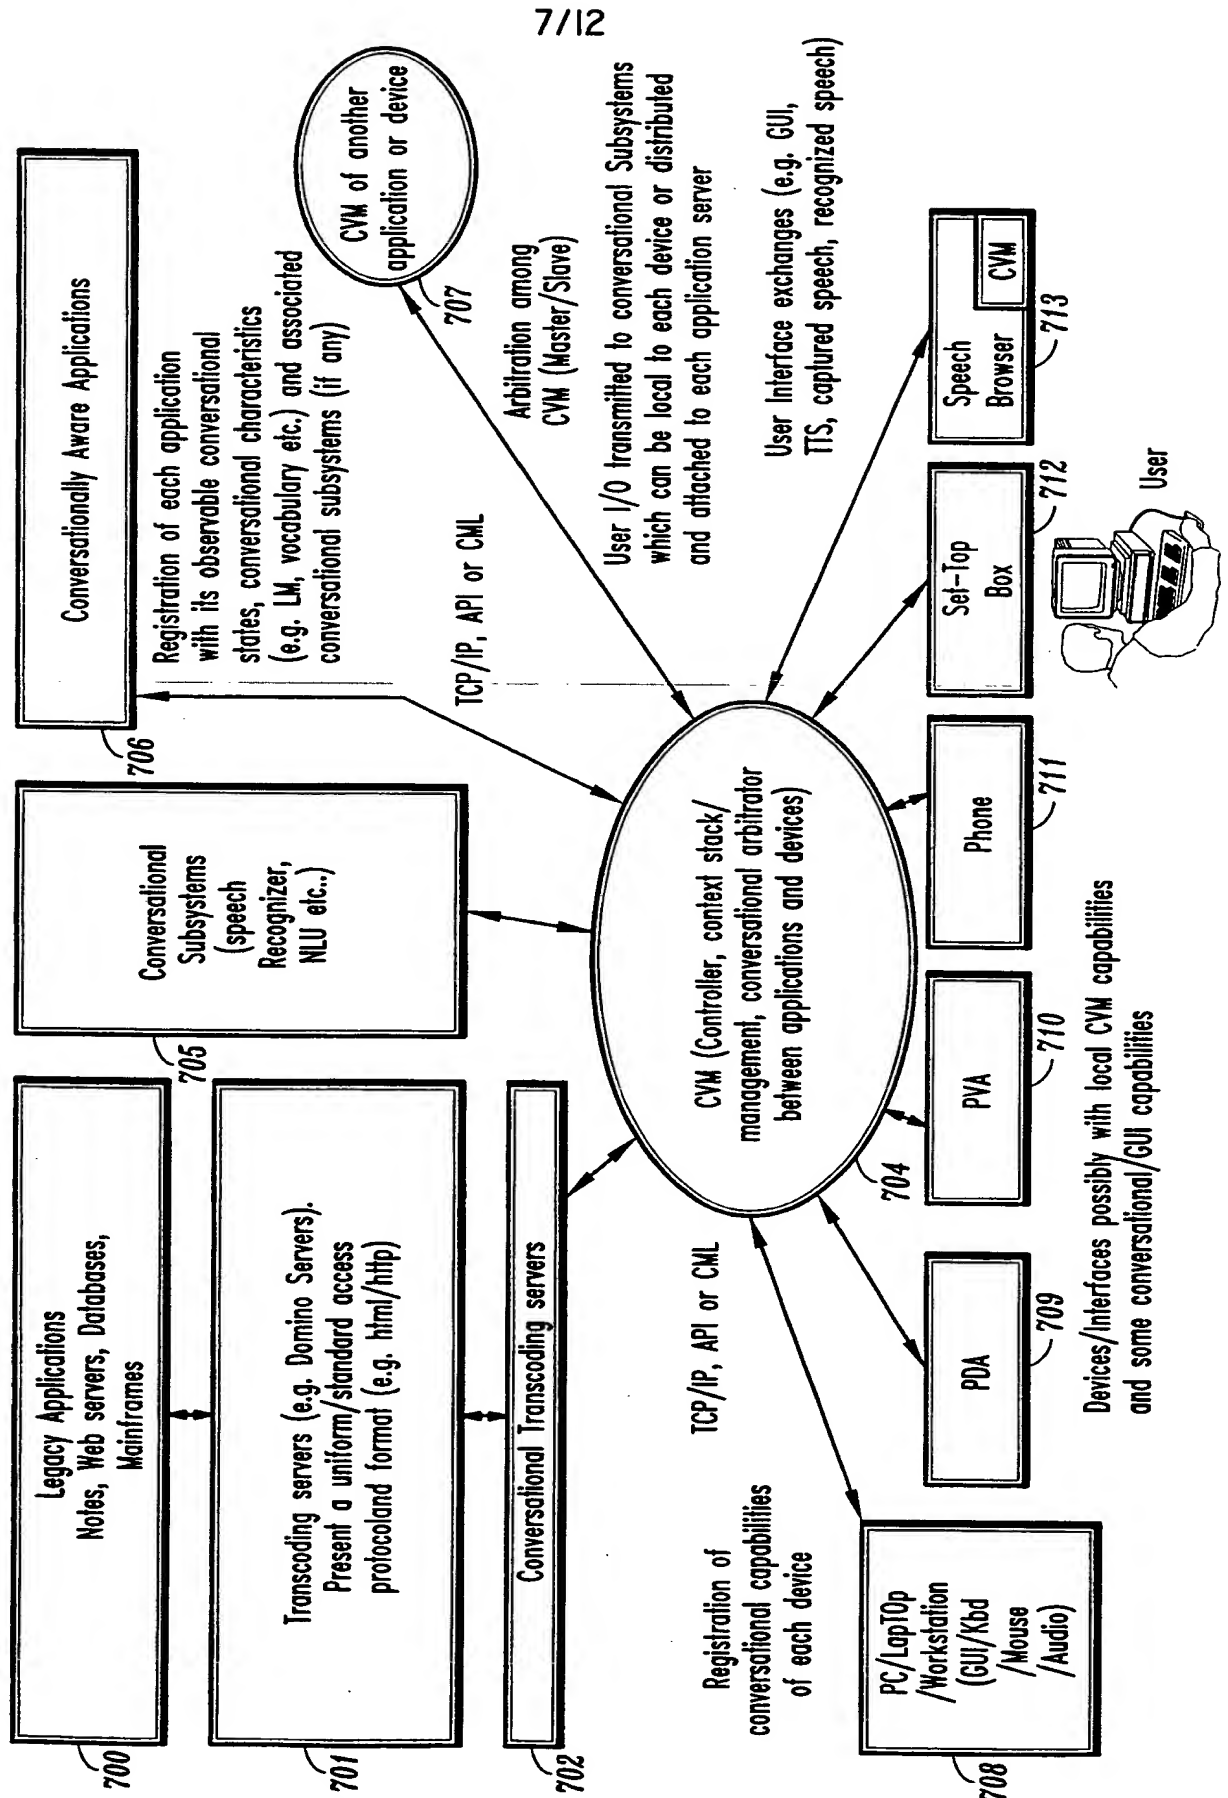 7/12
Legacy Applications
Notes, Web servers, Databases,
Mainframes
700
Transcoding servers (e.g. Domino Servers).
Present a uniform/standard access
protocoland format (e.g. html/http)
701
Conversational Transcoding servers
702
Conversational
Subsystems
(speech
Recognizer,
NLU etc..)
705
Conversationally Aware Applications
706
Registration of each application
with its observable conversational
states, conversational characteristics
(e.g. LM, vocabulary etc.) and associated
conversational subsystems (if any)
TCP/IP, API or CML
CVM of another
application or device
707
Arbitration among
CVM (Master/Slave)
User I/O transmitted to conversational Subsystems
which can be local to each device or distributed
and attached to each application server
User Interface exchanges (e.g. GUI,
TTS, captured speech, recognized speech)
CVM (Controller, context stack/
management, conversational arbitrator
between applications and devices)
704
TCP/IP, API or CML
Registration of
conversational capabilities
of each device
PC/LapTOp
/Workstation
(GUI/Kbd
/Mouse
/Audio)
708
PDA
709
PVA
710
Phone
711
Set-Top
Box
712
Speech
Browser
CVM
713
User
Devices/Interfaces possibly with local CVM capabilities
and some conversational/GUI capabilities